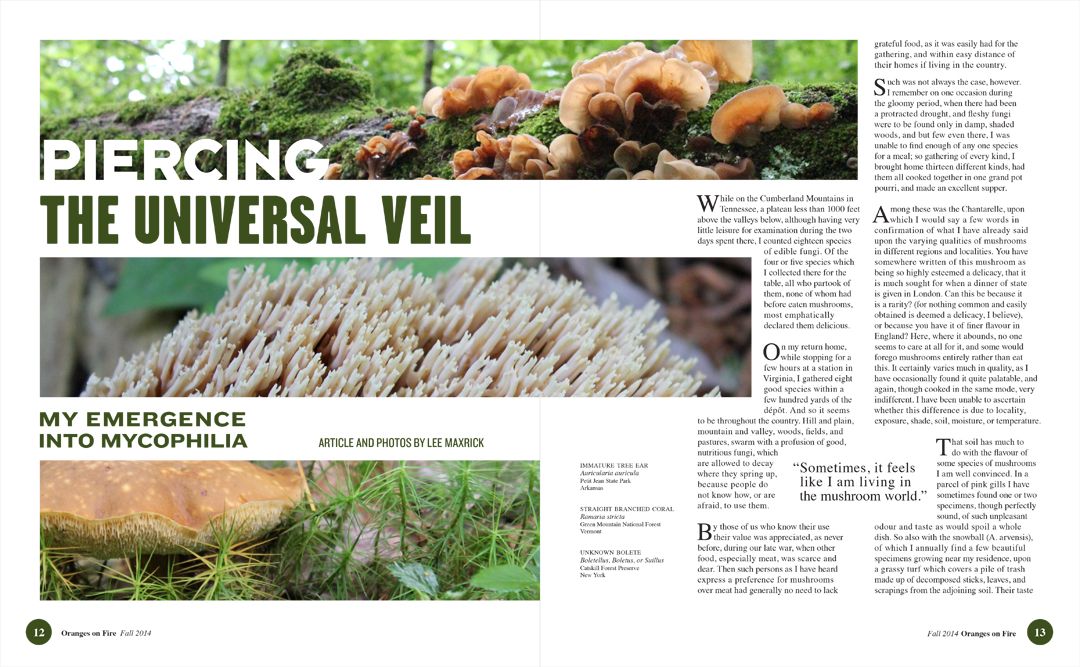 PIERCING
THE UNIVERSAL VEIL
MY EMERGENCE
INTO MYCOPHILIA
ARTICLE AND PHOTOS BY LEE MAXRICK
IMMATURE TREE EAR
Auricularia auricula
Petit Jean State Park
Arkansas
STRAIGHT BRANCHED CORAL
Ramaria stricta
Green Mountain National Forest
Vermont
UNKNOWN BOLETE
Boletellus, Boletus, or Suillus
Catskill Forest Preserve
New York
While on the Cumberland Mountains in
Tennessee, a plateau less than 1000 feet
above the valleys below, although having very
little leisure for examination during the two
days spent there, I counted eighteen species
of edible fungi. Of the
four or five species which
I collected there for the
table, all who partook of
them, none of whom had
before eaten mushrooms,
most emphatically
declared them delicious.
On my return home,
while stopping for a
few hours at a station in
Virginia, I gathered eight
good species within a
few hundred yards of the
dépôt. And so it seems
to be throughout the country. Hill and plain,
mountain and valley, woods, fields, and
pastures, swarm with a profusion of good,
nutritious fungi, which
are allowed to decay
where they spring up,
because people do
not know how, or are
afraid, to use them.
By those of us who know their use
their value was appreciated, as never
before, during our late war, when other
food, especially meat, was scarce and
dear. Then such persons as I have heard
express a preference for mushrooms
over meat had generally no need to lack
grateful food, as it was easily had for the
gathering, and within easy distance of
their homes if living in the country.
Such was not always the case, however.
I remember on one occasion during
the gloomy period, when there had been
a protracted drought, and fleshy fungi
were to be found only in damp, shaded
woods, and but few even there, I was
unable to find enough of any one species
for a meal; so gathering of every kind, I
brought home thirteen different kinds, had
them all cooked together in one grand pot
pourri, and made an excellent supper.
Among these was the Chantarelle, upon
which I would say a few words in
confirmation of what I have already said
upon the varying qualities of mushrooms
in different regions and localities. You have
somewhere written of this mushroom as
being so highly esteemed a delicacy, that it
is much sought for when a dinner of state
is given in London. Can this be because it
is a rarity? (for nothing common and easily
obtained is deemed a delicacy, I believe),
or because you have it of finer flavour in
England? Here, where it abounds, no one
seems to care at all for it, and some would
forego mushrooms entirely rather than eat
this. It certainly varies much in quality, as I
have occasionally found it quite palatable, and
again, though cooked in the same mode, very
indifferent. I have been unable to ascertain
whether this difference is due to locality,
exposure, shade, soil, moisture, or temperature.
That soil has much to
do with the flavour of
some species of mushrooms
I am well convinced. In a
parcel of pink gills I have
sometimes found one or two
specimens, though perfectly
sound, of such unpleasant
odour and taste as would spoil a whole
dish. So also with the snowball (A. arvensis),
of which I annually find a few beautiful
specimens growing near my residence, upon
a grassy turf which covers a pile of trash
made up of decomposed sticks, leaves, and
scrapings from the adjoining soil. Their taste
“Sometimes, it feels
like I am living in
the mushroom world.”
12 Oranges on Fire Fall 2014
Fall 2014 Oranges on Fire 13